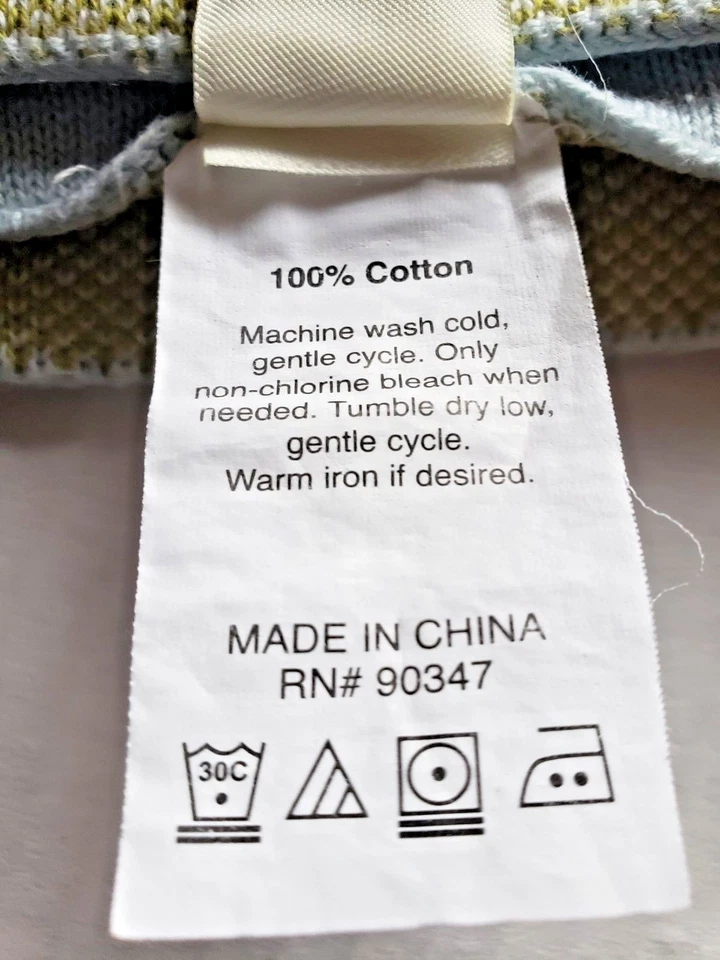 100% Cotton
Machine wash cold,
gentle cycle. Only
non-chlorine bleach when
needed. Tumble dry low,
gentle cycle.
Warm iron if desired.
MADE IN CHINA
RN# 90347
30C